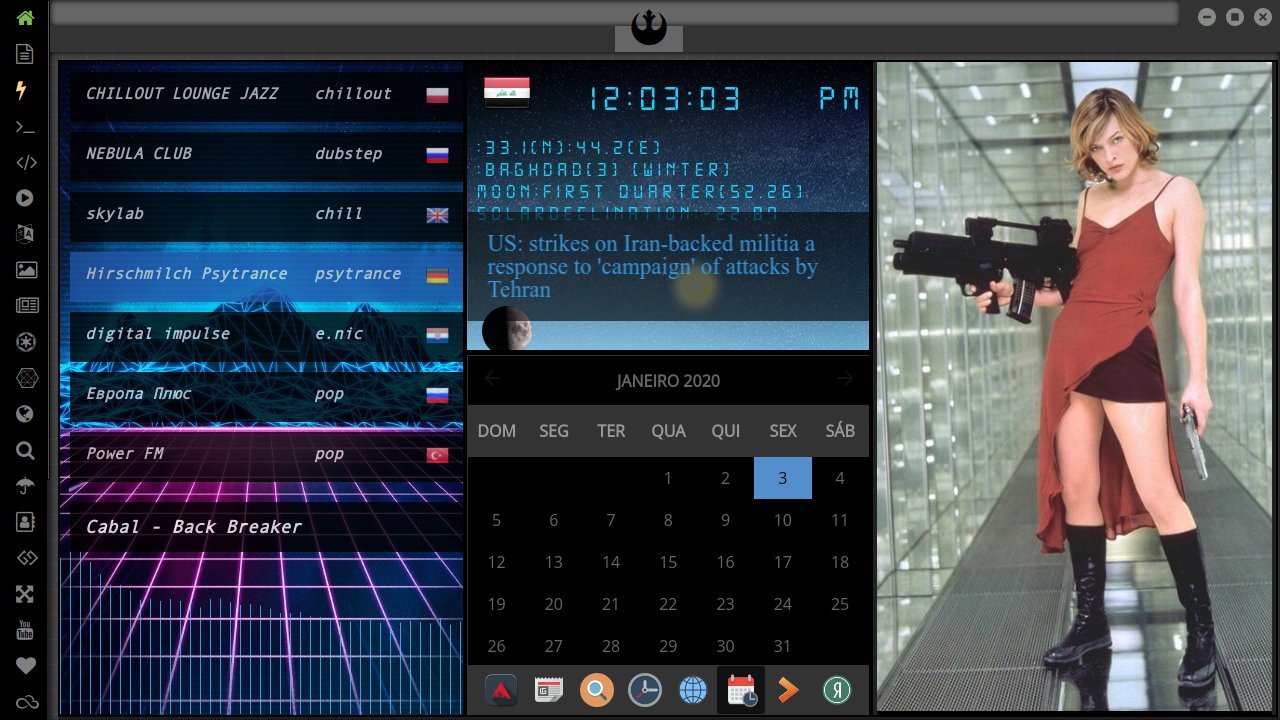 CHILLOUT LOUNGE JAZZ chillout
NEBULA CLUB dubstep
skylab chill
Hirschmilch Psytrance psytrance
digital impulse e.nic
Европа Плюс pop
Power FM pop
Cabal - Back Breaker
12:03:03 PM
:33.1(N):44.2(E)
:BAGHDAD(3) (WINTER)
MOON:FIRST QUARTER(52.26)
SOLARDECLINATION:-22.80
US: strikes on Iran-backed militia a
response to 'campaign' of attacks by
Tehran
JANEIRO 2020
DOM SEG TER QUA QUI SEX SÁB
1 2 3 4
5 6 7 8 9 10 11
12 13 14 15 16 17 18
19 20 21 22 23 24 25
26 27 28 29 30 31
You
Tube
Я